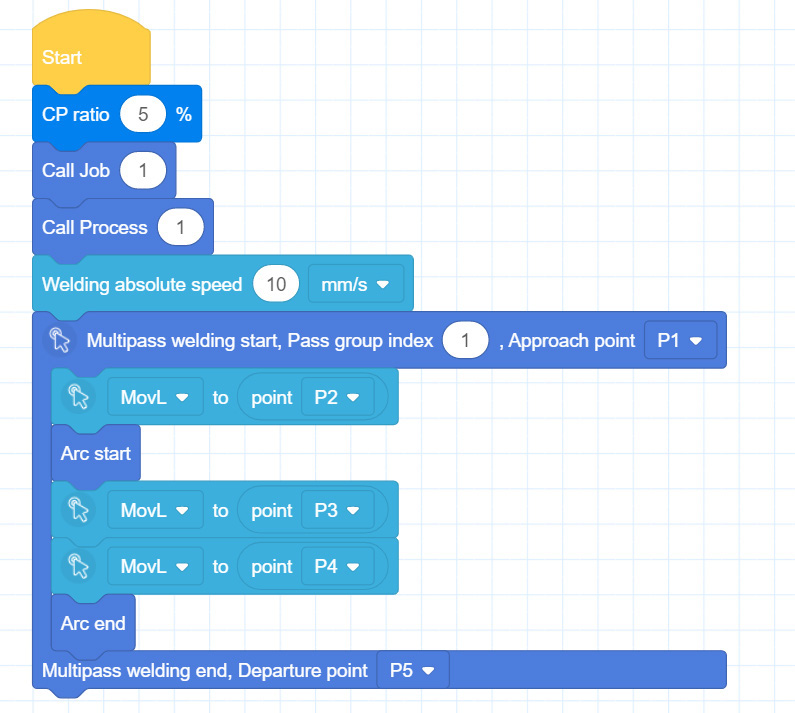 Start
CP ratio 5 %
Call Job 1
Call Process 1
Welding absolute speed 10 mm/s
Multipass welding start, Pass group index 1 , Approach point P1
MovL to point P2
Arc start
MovL to point P3
MovL to point P4
Arc end
Multipass welding end, Departure point P5